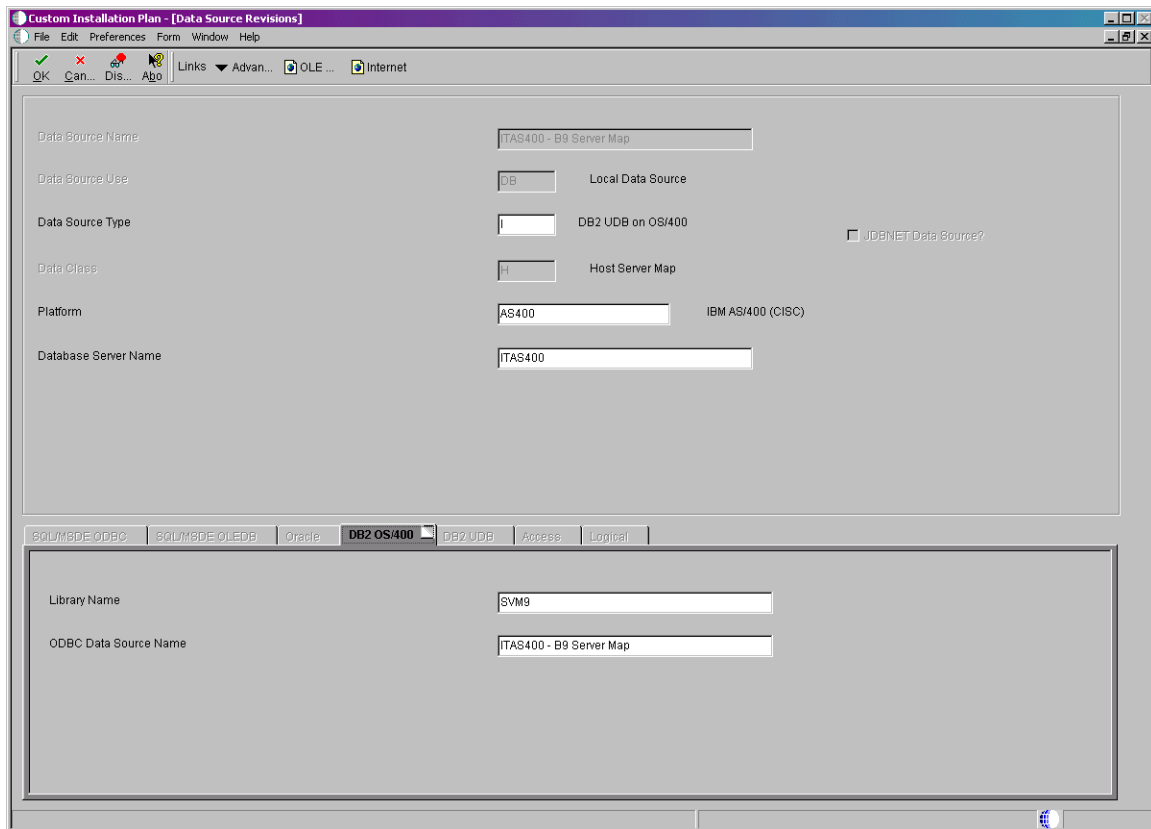 Custom Installation Plan - [Data Source Revisions]
File Edit Preferences Form Window Help
OK Can... Dis... Abo Links Advan... OLE ... Internet
Data Source Name ITAS400 - B9 Server Map
Data Source Use DB Local Data Source
Data Source Type I DB2 UDB on OS/400
JDBNET Data Source?
Data Class H Host Server Map
Platform AS400 IBM AS/400 (CISC)
Database Server Name ITAS400
SQL/MSDE ODBC SQL/MSDE OLEDB Oracle DB2 OS/400 DB2 UDB Access Logical
Library Name SVM9
ODBC Data Source Name ITAS400 - B9 Server Map